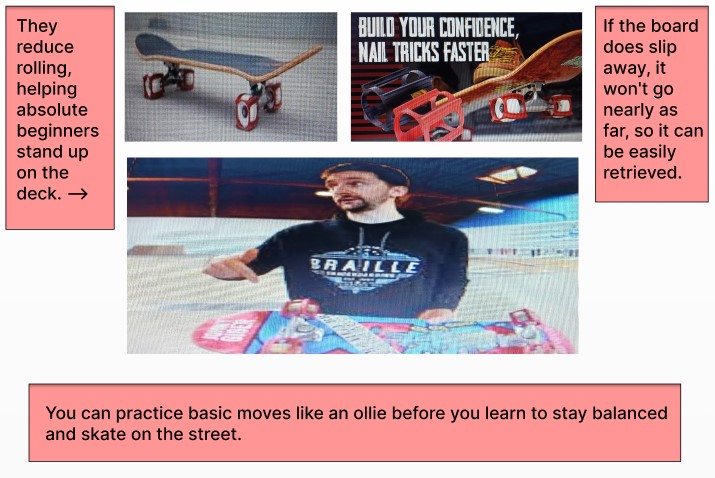 They
reduce
rolling,
helping
absolute
beginners
stand up
on the
deck. →
BUILD YOUR CONFIDENCE,
NAIL TRICKS FASTER
If the board
does slip
away, it
won't go
nearly as
far, so it can
be easily
retrieved.
BRAILLE
You can practice basic moves like an ollie before you learn to stay balanced
and skate on the street.